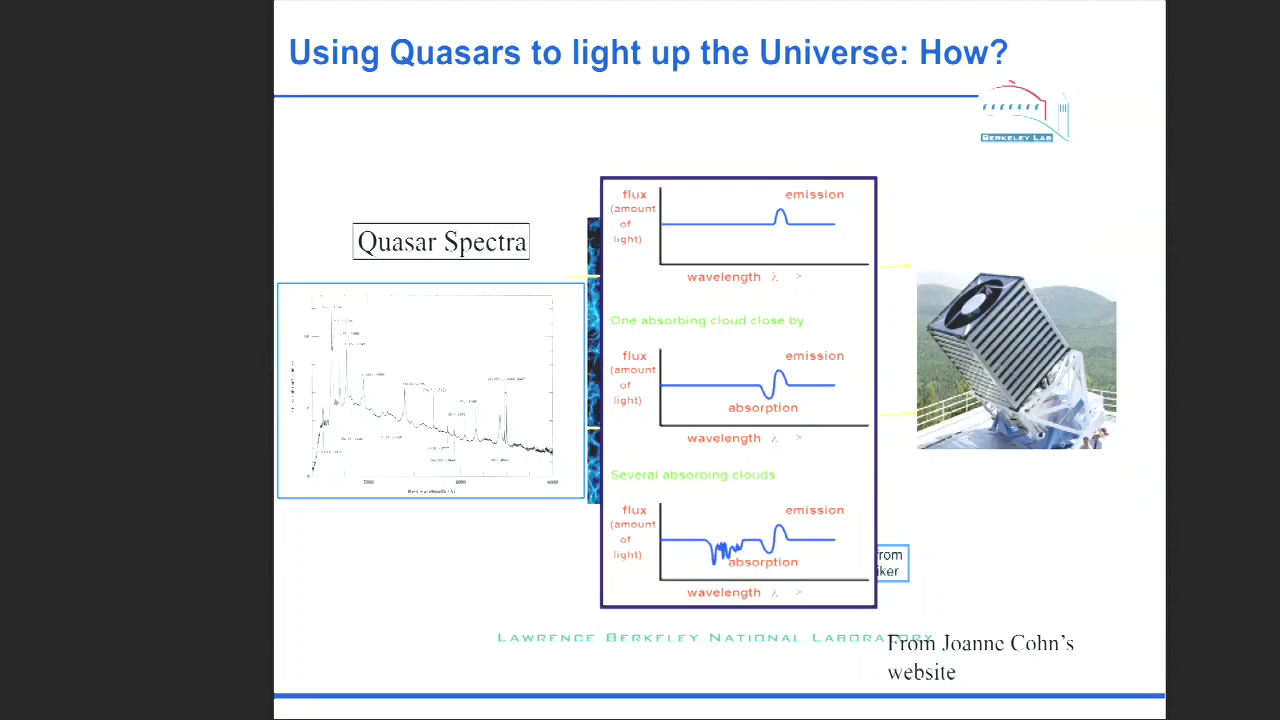 Using Quasars to light up the Universe: How?
BERKELEY LAB
Quasar Spectra
flux
(amount
of
light)
emission
wavelength λ >
One absorbing cloud close by
flux
(amount
of
light)
emission
absorption
wavelength λ >
Several absorbing clouds
flux
(amount
of
light)
emission
absorption
wavelength λ >
rom
iker
LAWRENCE BERKELEY NATIONAL LABORATORY
From Joanne Cohn's
website